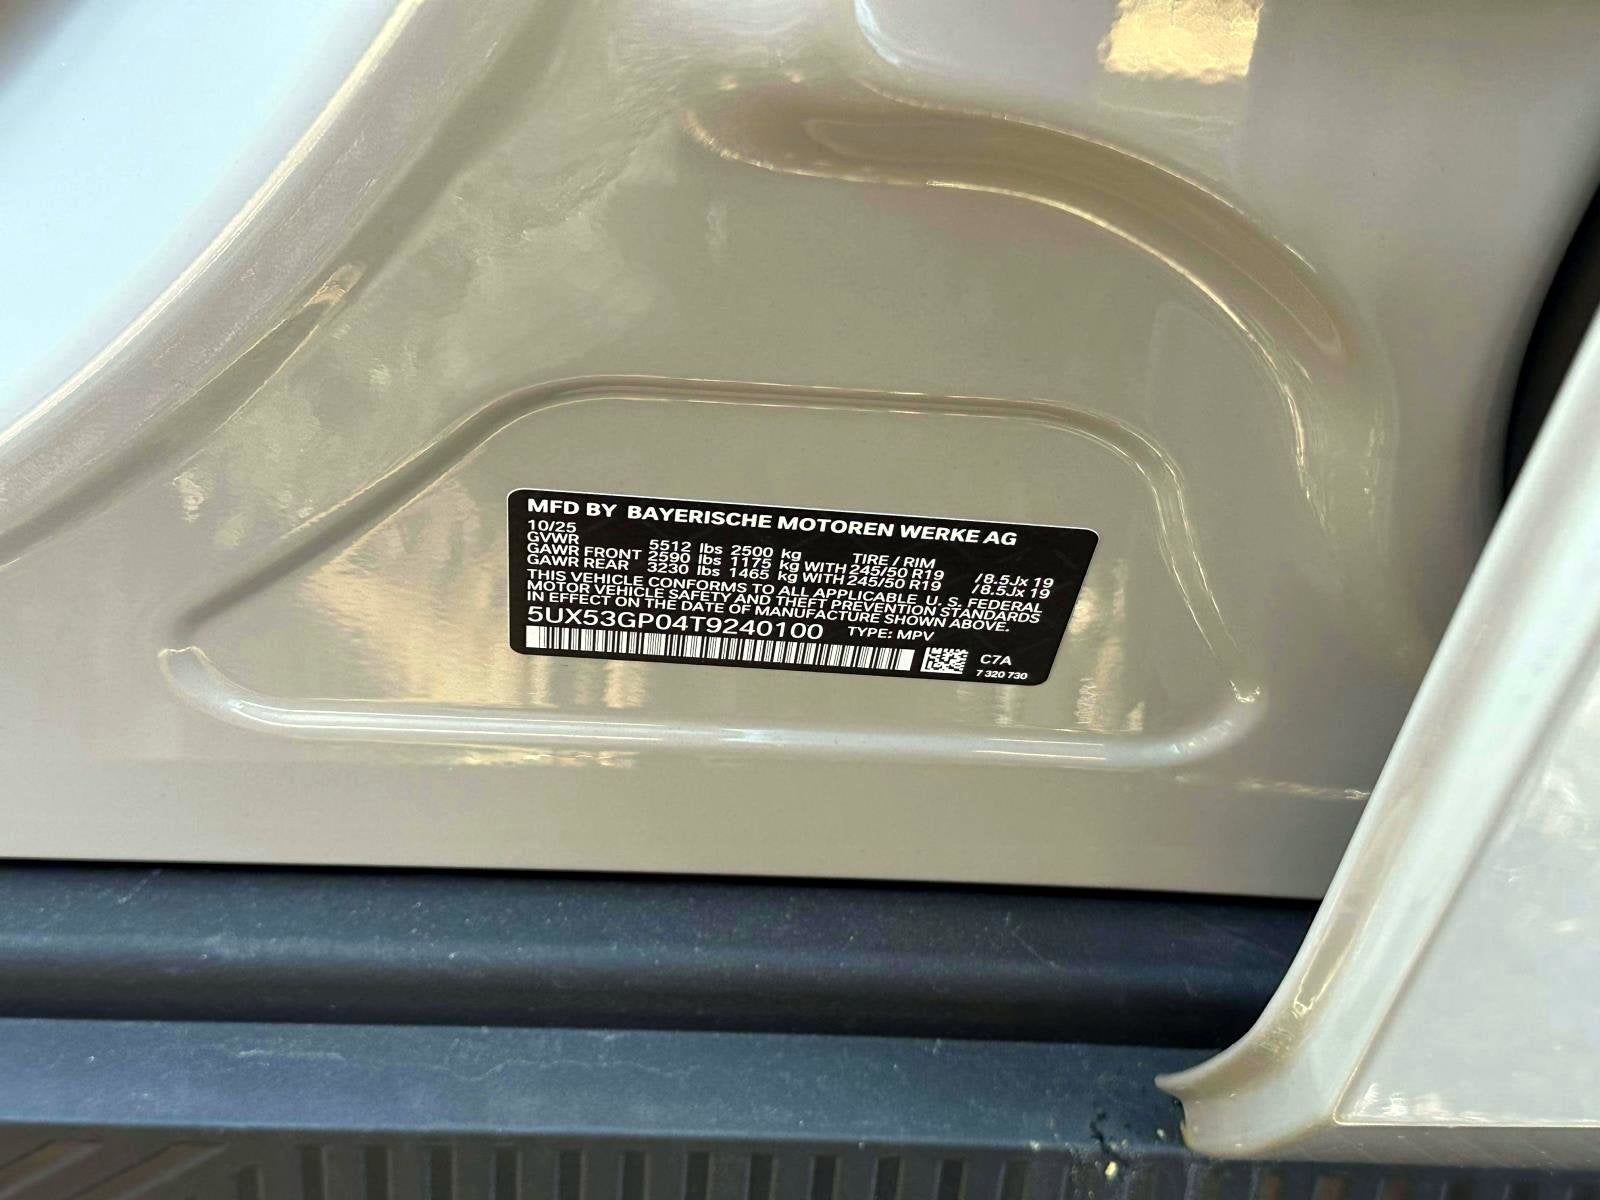 MFD BY BAYERISCHE MOTOREN WERKE AG
10/25
GVWR 5512 lbs 2500 kg TIRE / RIM
GAWR FRONT 2590 lbs 1175 kg WITH 245/50 R19 /8.5Jx 19
GAWR REAR 3230 lbs 1465 kg WITH 245/50 R19 /8.5Jx 19
THIS VEHICLE CONFORMS TO ALL APPLICABLE U. S. FEDERAL
MOTOR VEHICLE SAFETY AND THEFT PREVENTION STANDARDS
IN EFFECT ON THE DATE OF MANUFACTURE SHOWN ABOVE.
5UX53GP04T9240100 TYPE: MPV
C7A
7 320 730